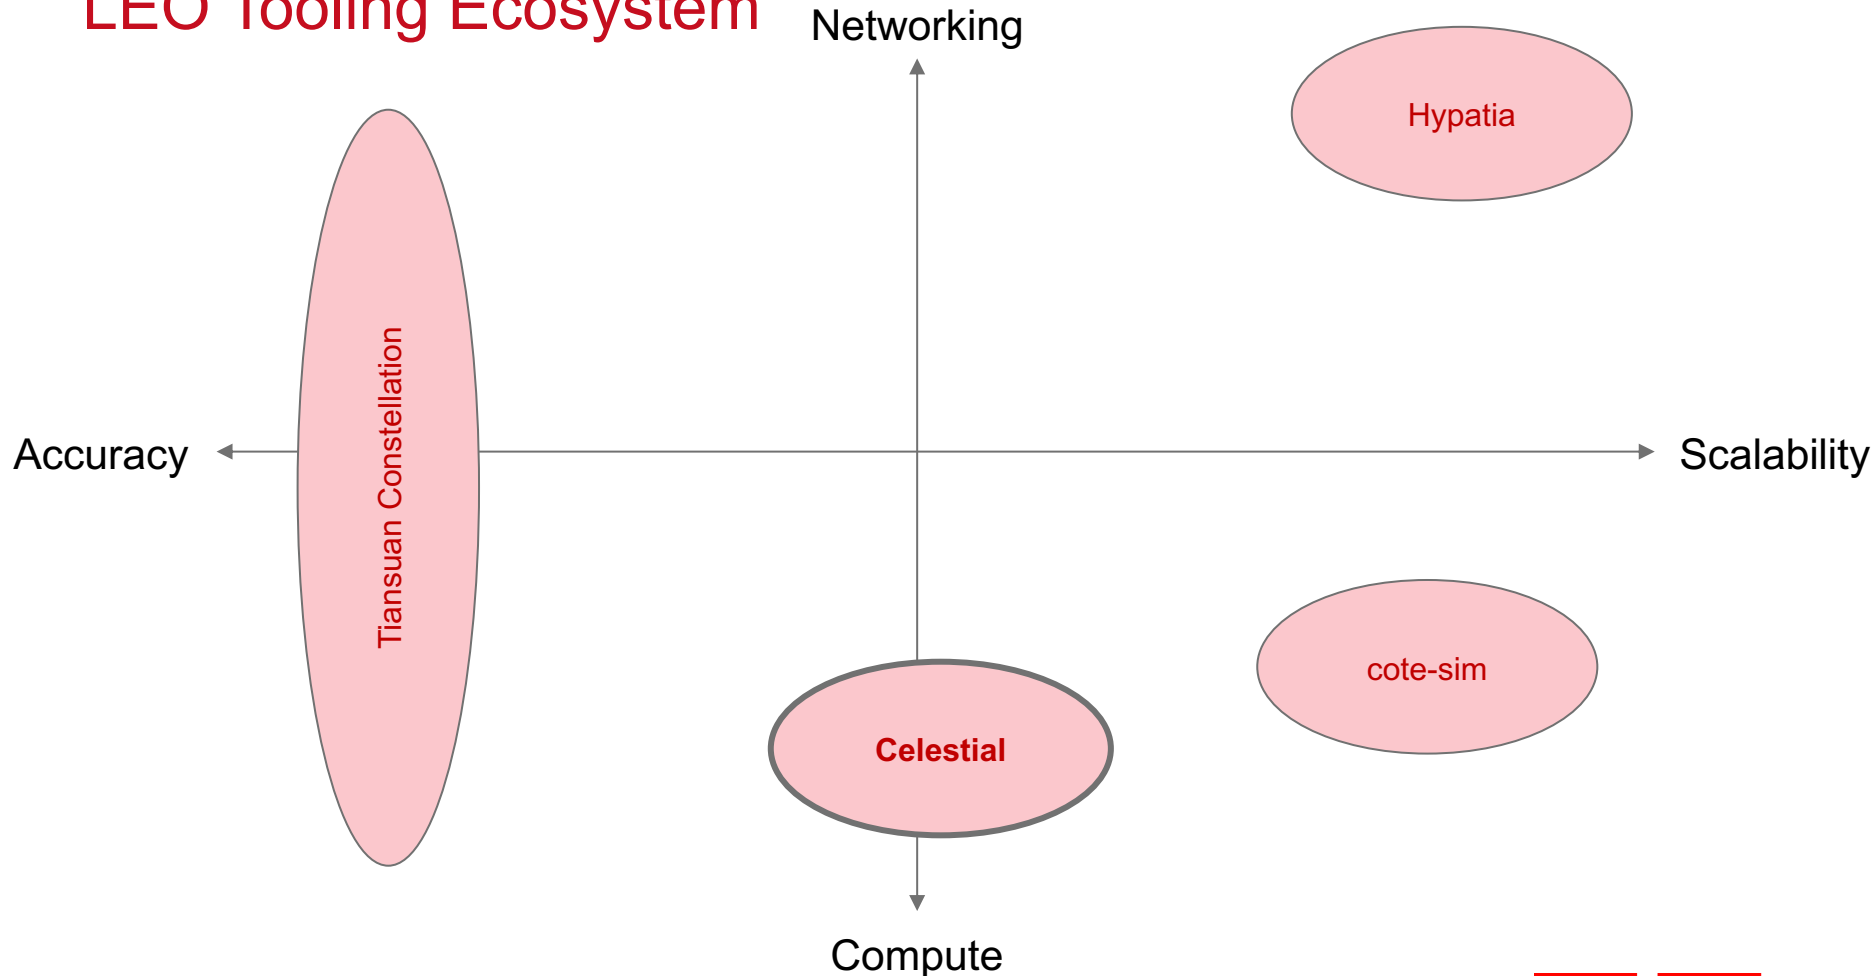 LEO Tooling Ecosystem
Networking
Hypatia
Tiansuan Constellation
Accuracy
Scalability
cote-sim
Celestial
Compute